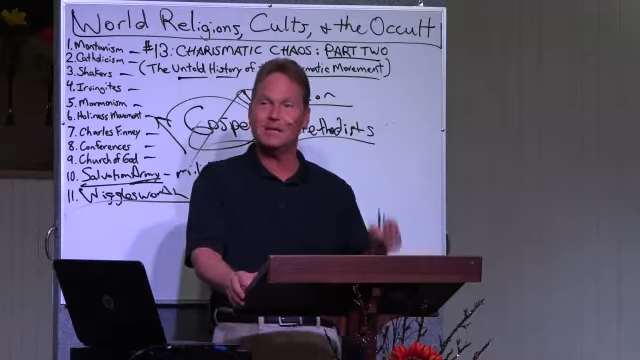 World Religions, Cults, & the Occult
#13: CHARISMATIC CHAOS: PART TWO
(The Untold History of Movement)
1. Montanism
2. Catholicism
3. Shakers
4. Irvingites
5. Mormonism
6. Holiness Movement
7. Charles Finney
8. Conferences
9. Church of God
10. Salvation Army -
11. Wigglesworth
hp